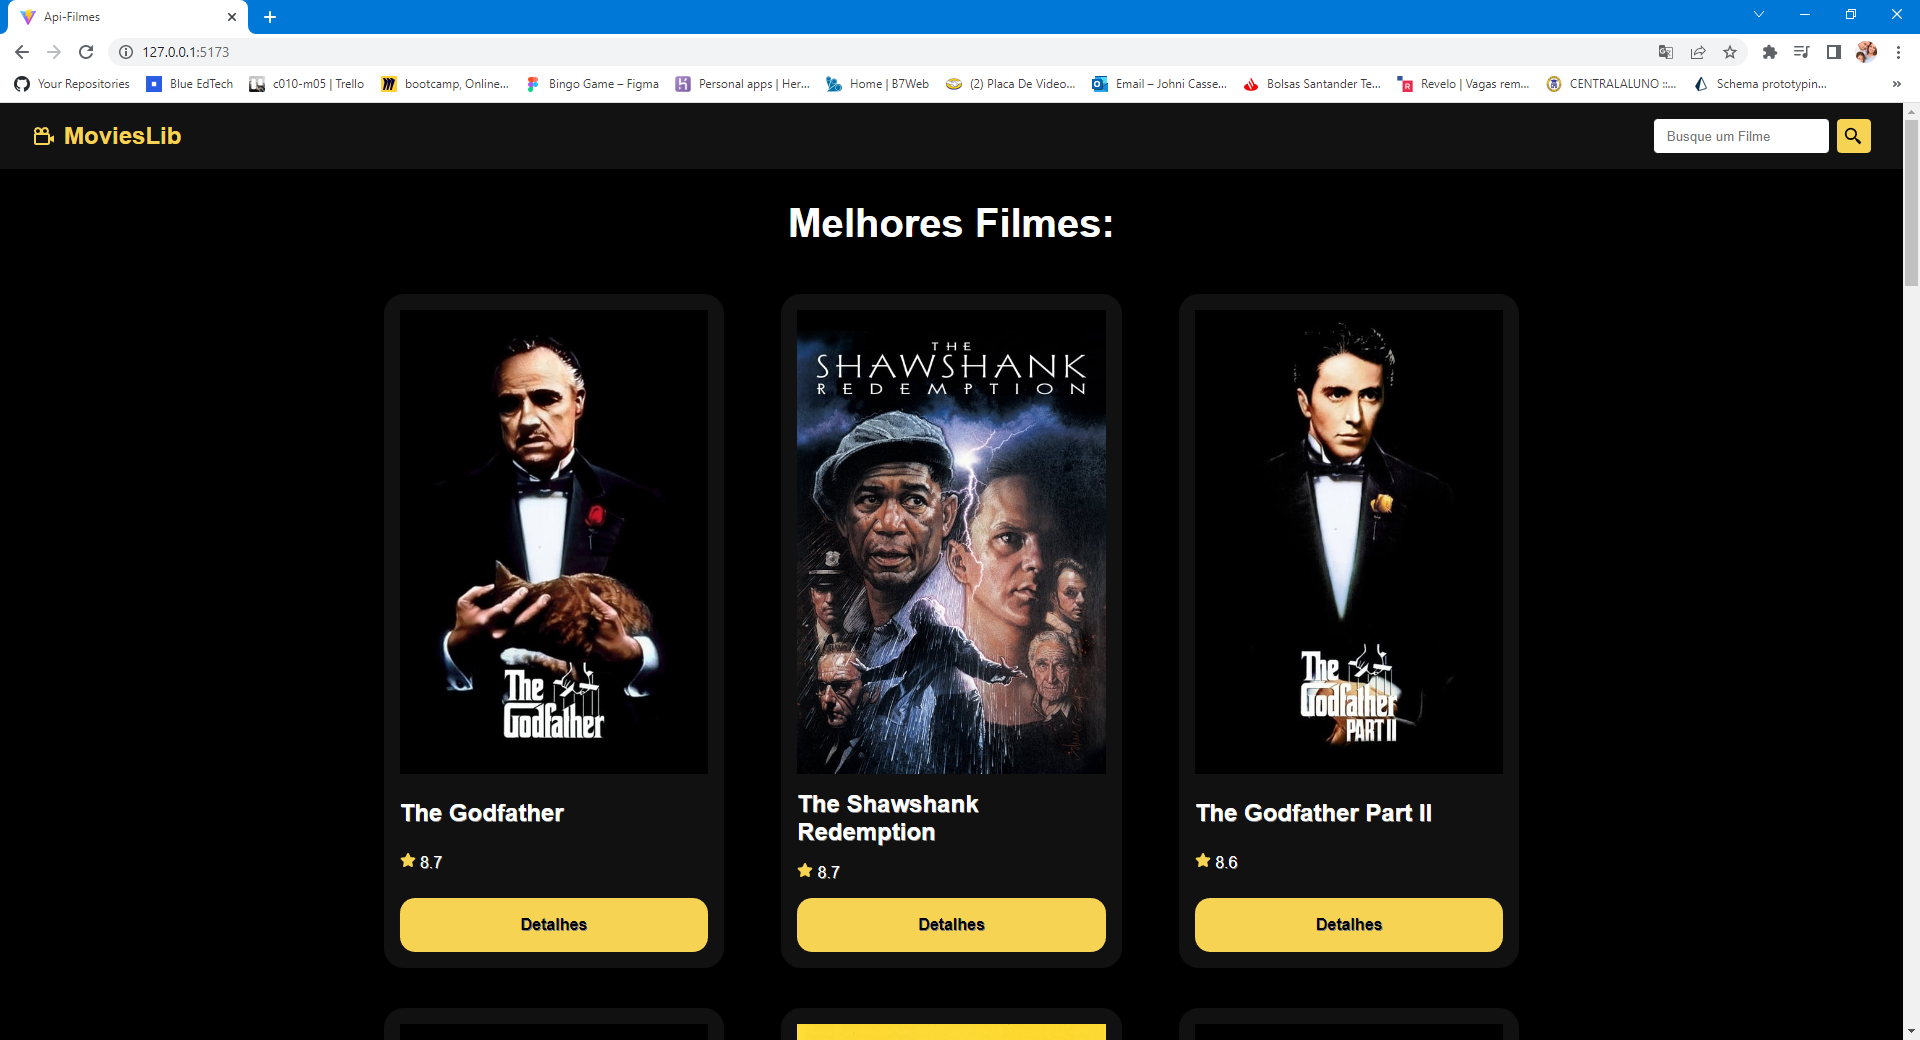 Api-Filmes
127.0.0.1:5173
Your Repositories
Blue EdTech
c010-m05 | Trello
bootcamp, Online...
Bingo Game – Figma
Personal apps | Her...
Home | B7Web
(2) Placa De Video...
Email – Johni Casse...
Bolsas Santander Te...
Revelo | Vagas rem...
CENTRALALUNO ::...
Schema prototypin...
MoviesLib
Busque um Filme
Melhores Filmes:
The
Godfather
THE
SHAWSHANK
REDEMPTION
The
Godfather
PART II
The Godfather
8.7
Detalhes
The Shawshank
Redemption
8.7
Detalhes
The Godfather Part II
8.6
Detalhes